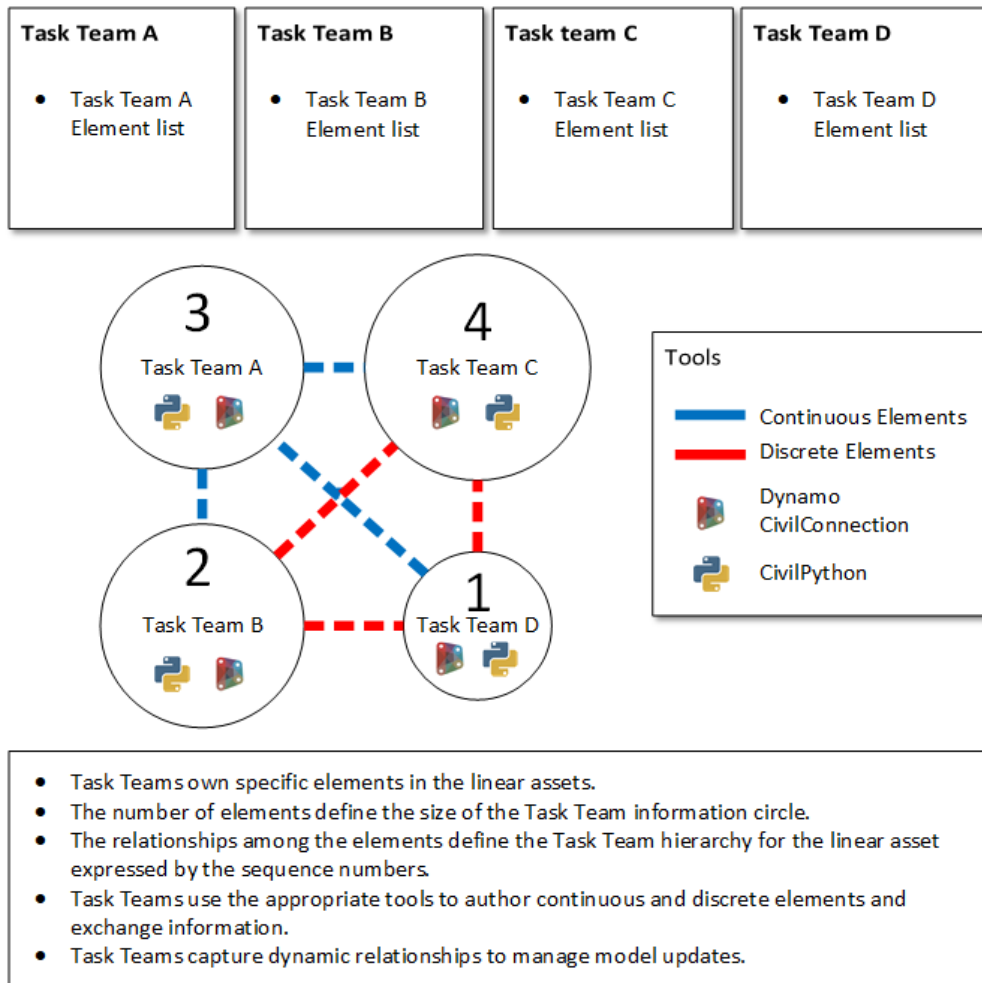 Task Team A
• Task Team A
Element list
Task Team B
• Task Team B
Element list
Task team C
• Task Team C
Element list
Task Team D
• Task Team D
Element list
3
Task Team A
4
Task Team C
2
Task Team B
1
Task Team D
Tools
Continuous Elements
Discrete Elements
Dynamo
CivilConnection
CivilPython
• Task Teams own specific elements in the linear assets.
• The number of elements define the size of the Task Team information circle.
• The relationships among the elements define the Task Team hierarchy for the linear asset
expressed by the sequence numbers.
• Task Teams use the appropriate tools to author continuous and discrete elements and
exchange information.
• Task Teams capture dynamic relationships to manage model updates.